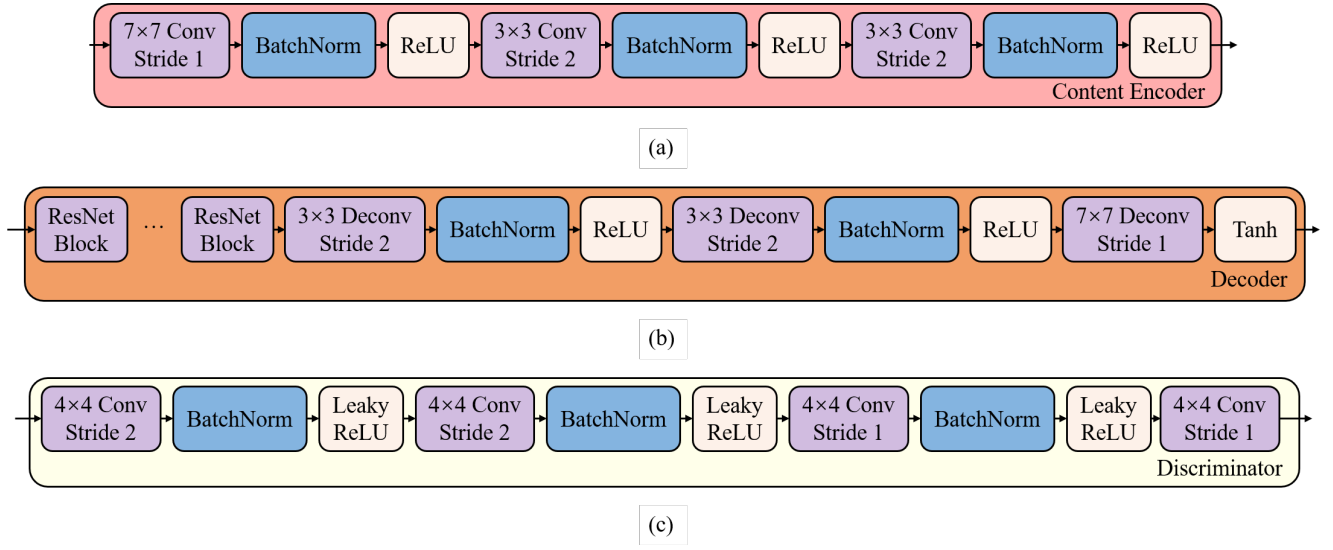 7×7 Conv
Stride 1
BatchNorm
ReLU
3×3 Conv
Stride 2
BatchNorm
ReLU
3×3 Conv
Stride 2
BatchNorm
ReLU
Content Encoder
(a)
ResNet
Block
...
ResNet
Block
3×3 Deconv
Stride 2
BatchNorm
ReLU
3×3 Deconv
Stride 2
BatchNorm
ReLU
7×7 Deconv
Stride 1
Tanh
Decoder
(b)
4×4 Conv
Stride 2
BatchNorm
Leaky
ReLU
4×4 Conv
Stride 2
BatchNorm
Leaky
ReLU
4×4 Conv
Stride 1
BatchNorm
Leaky
ReLU
4×4 Conv
Stride 1
Discriminator
(c)